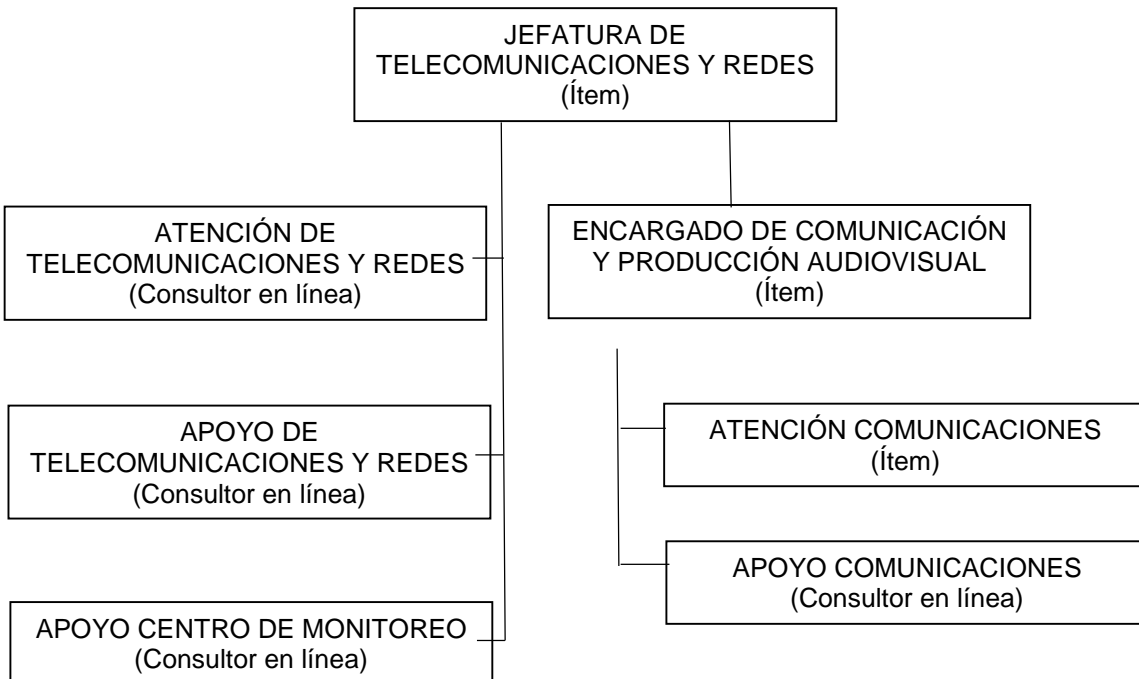 JEFATURA DE
TELECOMUNICACIONES Y REDES
(Ítem)
ATENCIÓN DE
TELECOMUNICACIONES Y REDES
(Consultor en línea)
ENCARGADO DE COMUNICACIÓN
Y PRODUCCIÓN AUDIOVISUAL
(Ítem)
APOYO DE
TELECOMUNICACIONES Y REDES
(Consultor en línea)
ATENCIÓN COMUNICACIONES
(Ítem)
APOYO COMUNICACIONES
(Consultor en línea)
APOYO CENTRO DE MONITOREO
(Consultor en línea)